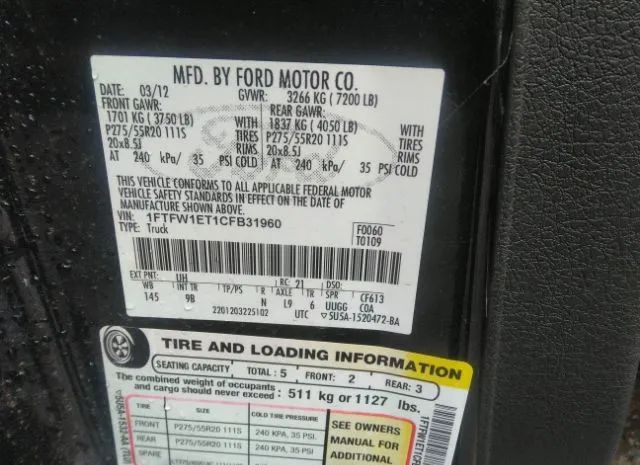 MFD. BY FORD MOTOR CO.
DATE: 03/12 GVWR: 3266 KG ( 7200 LB)
FRONT GAWR: REAR GAWR:
1701 KG ( 3750 LB) WITH 1837 KG ( 4050 LB) WITH
P275/55R20 111S TIRES P275/55R20 111S TIRES
20x8.5J RIMS 20x8.5J RIMS
AT 240 kPa/ 35 PSI COLD AT 240 kPa/ 35 PSI COLD
THIS VEHICLE CONFORMS TO ALL APPLICABLE FEDERAL MOTOR
VEHICLE SAFETY STANDARDS IN EFFECT ON THE DATE OF
MANUFACTURE SHOWN ABOVE.
VIN: 1FTFW1ET1CFB31960 F0060
TYPE: Truck T0109
EXT PNT: UH RC: 21 DSO:
WB INT TR TP/PS R AXLE TR SPR CF613
145 9B N L9 6 UUGG COA
2201203225102 UTC SU5A-1520472-BA
TIRE AND LOADING INFORMATION
SEATING CAPACITY TOTAL : 5 FRONT: 2 REAR: 3
The combined weight of occupants
and cargo should never exceed : 511 kg or 1127 lbs.
TIRE SIZE COLD TIRE PRESSURE
FRONT P275/55R20 111S 240 KPA, 35 PSI.
REAR P275/55R20 111S 240 KPA, 35 PSI.
SPARE
SEE OWNERS
MANUAL FOR
ADDITIONAL